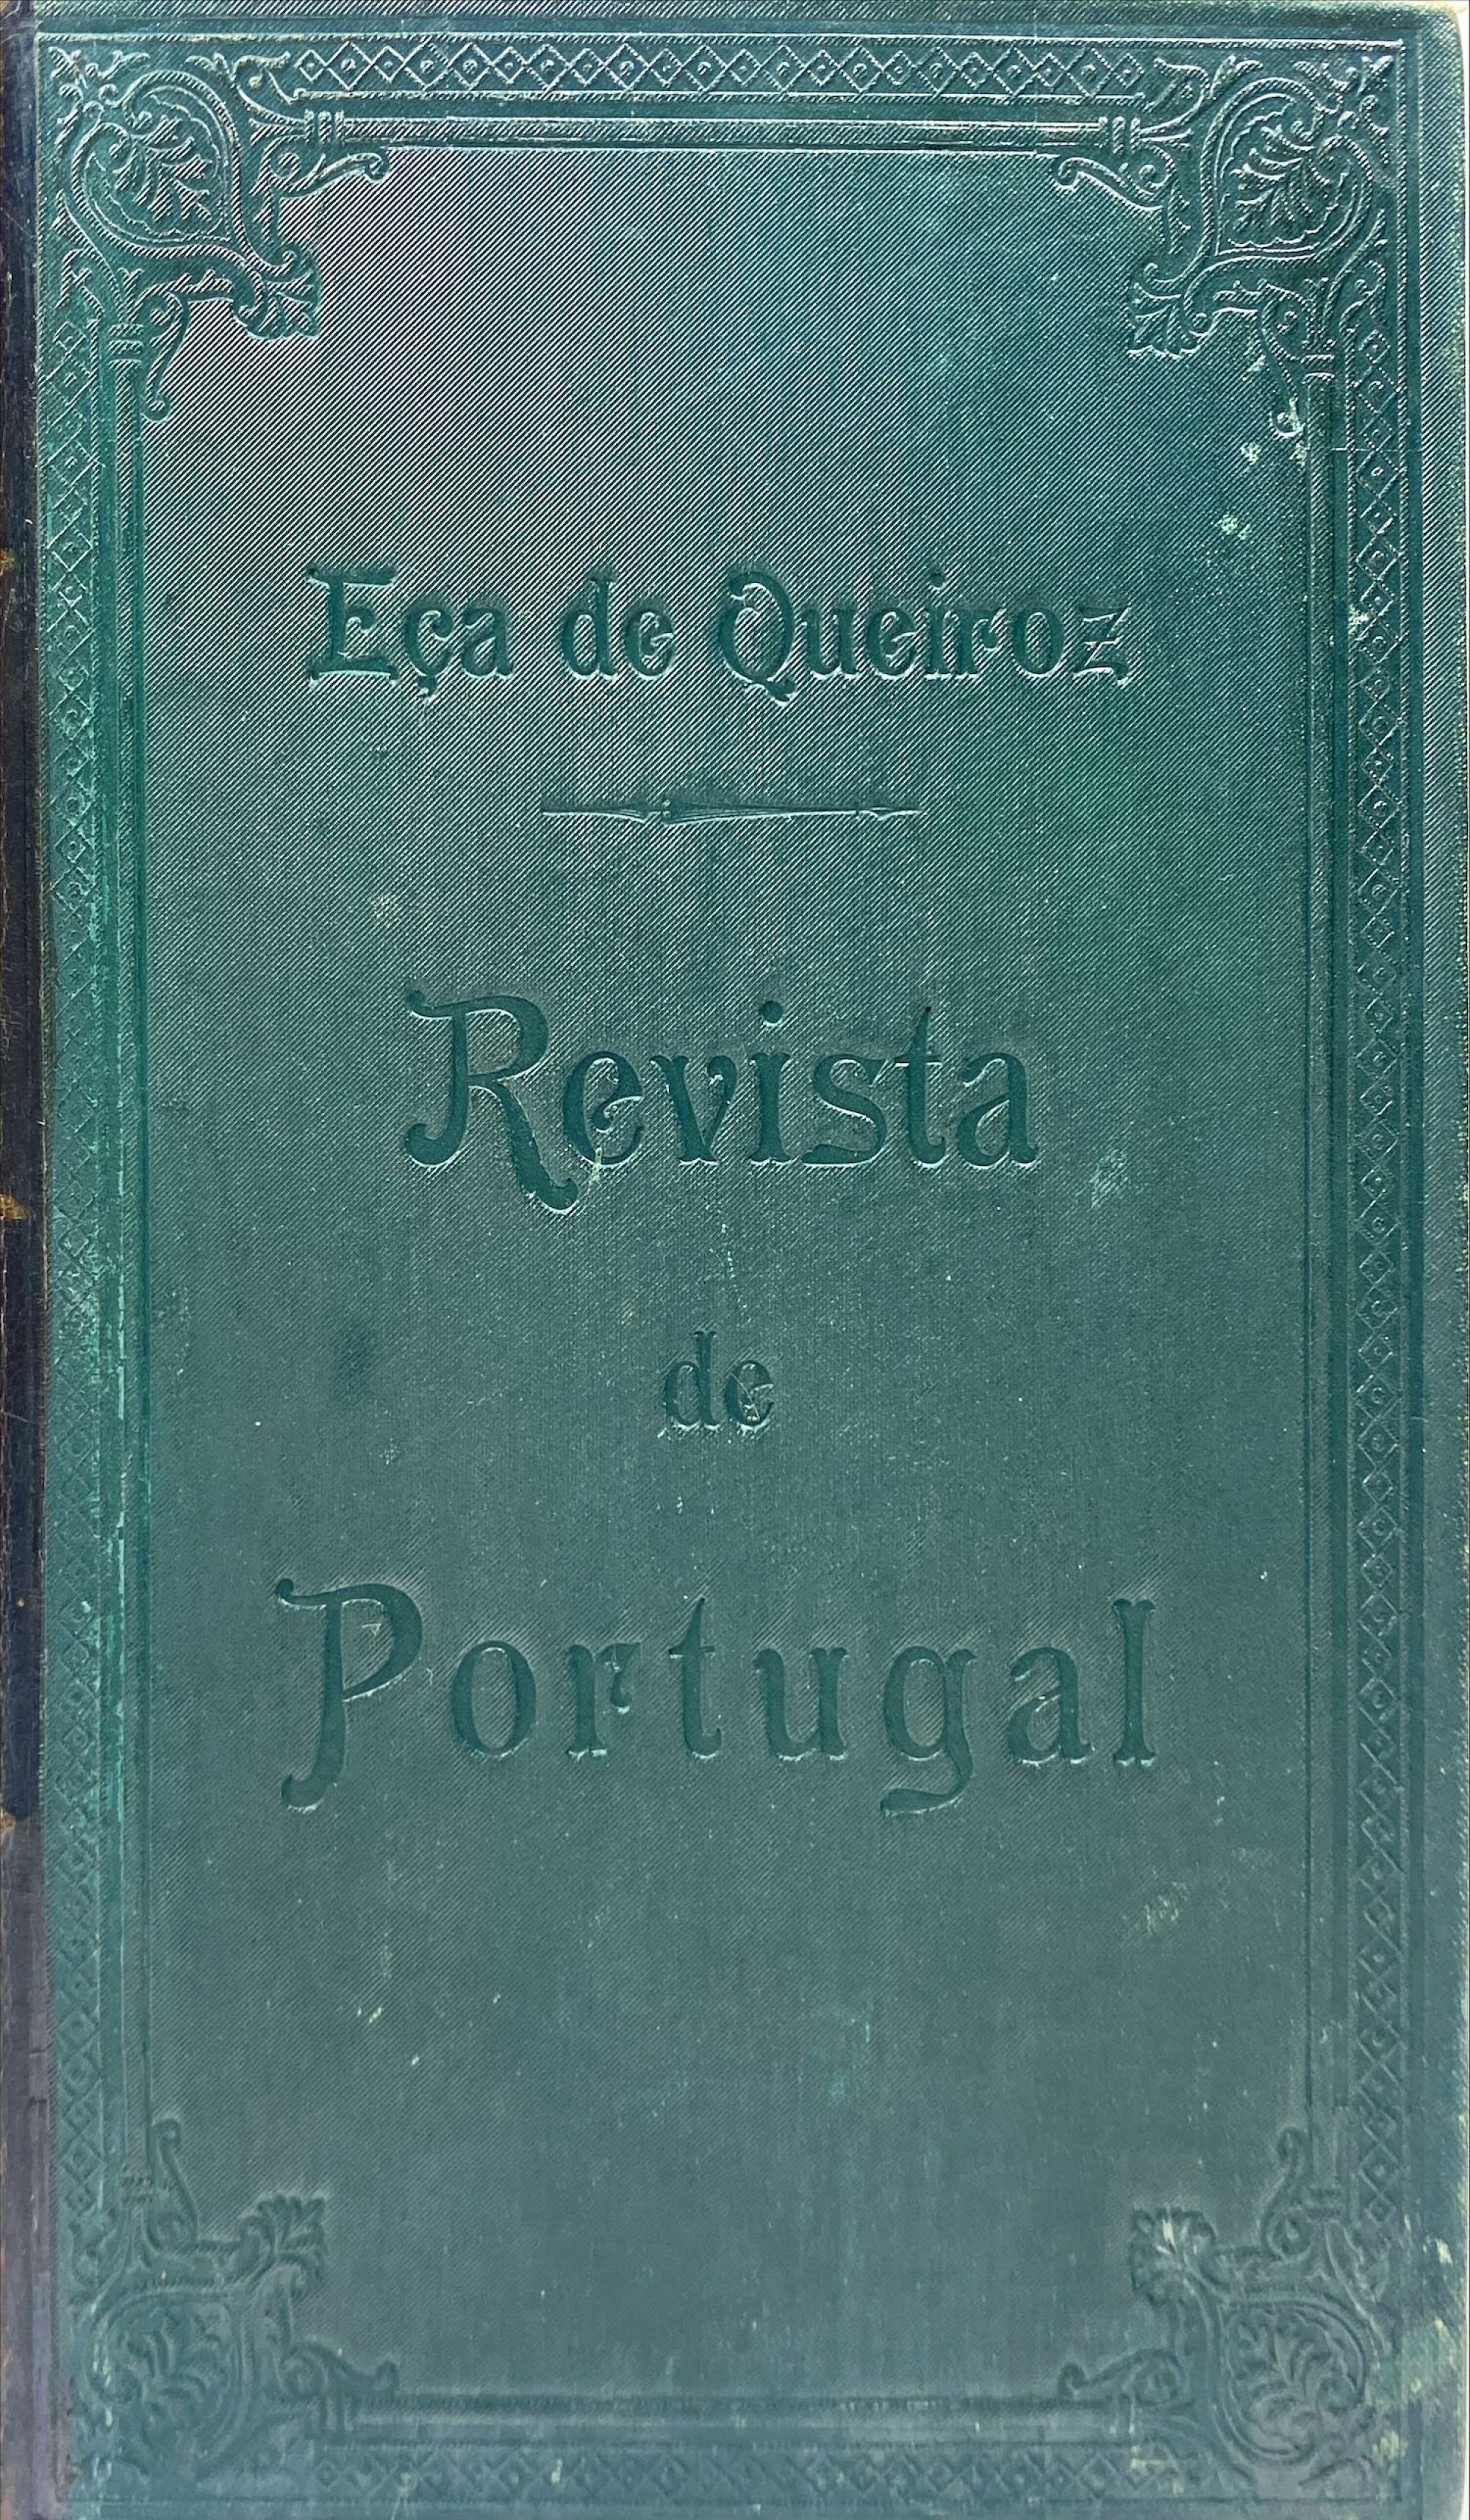 Eça de Queiroz
Revista
de
Portugal